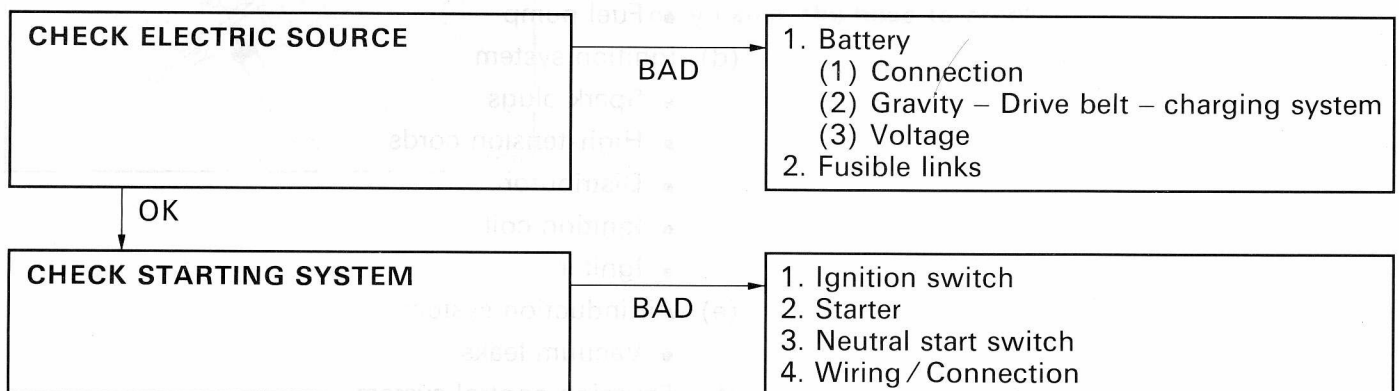 CHECK ELECTRIC SOURCE
BAD
1. Battery
(1) Connection
(2) Gravity – Drive belt – charging system
(3) Voltage
2. Fusible links
OK
CHECK STARTING SYSTEM
BAD
1. Ignition switch
2. Starter
3. Neutral start switch
4. Wiring / Connection